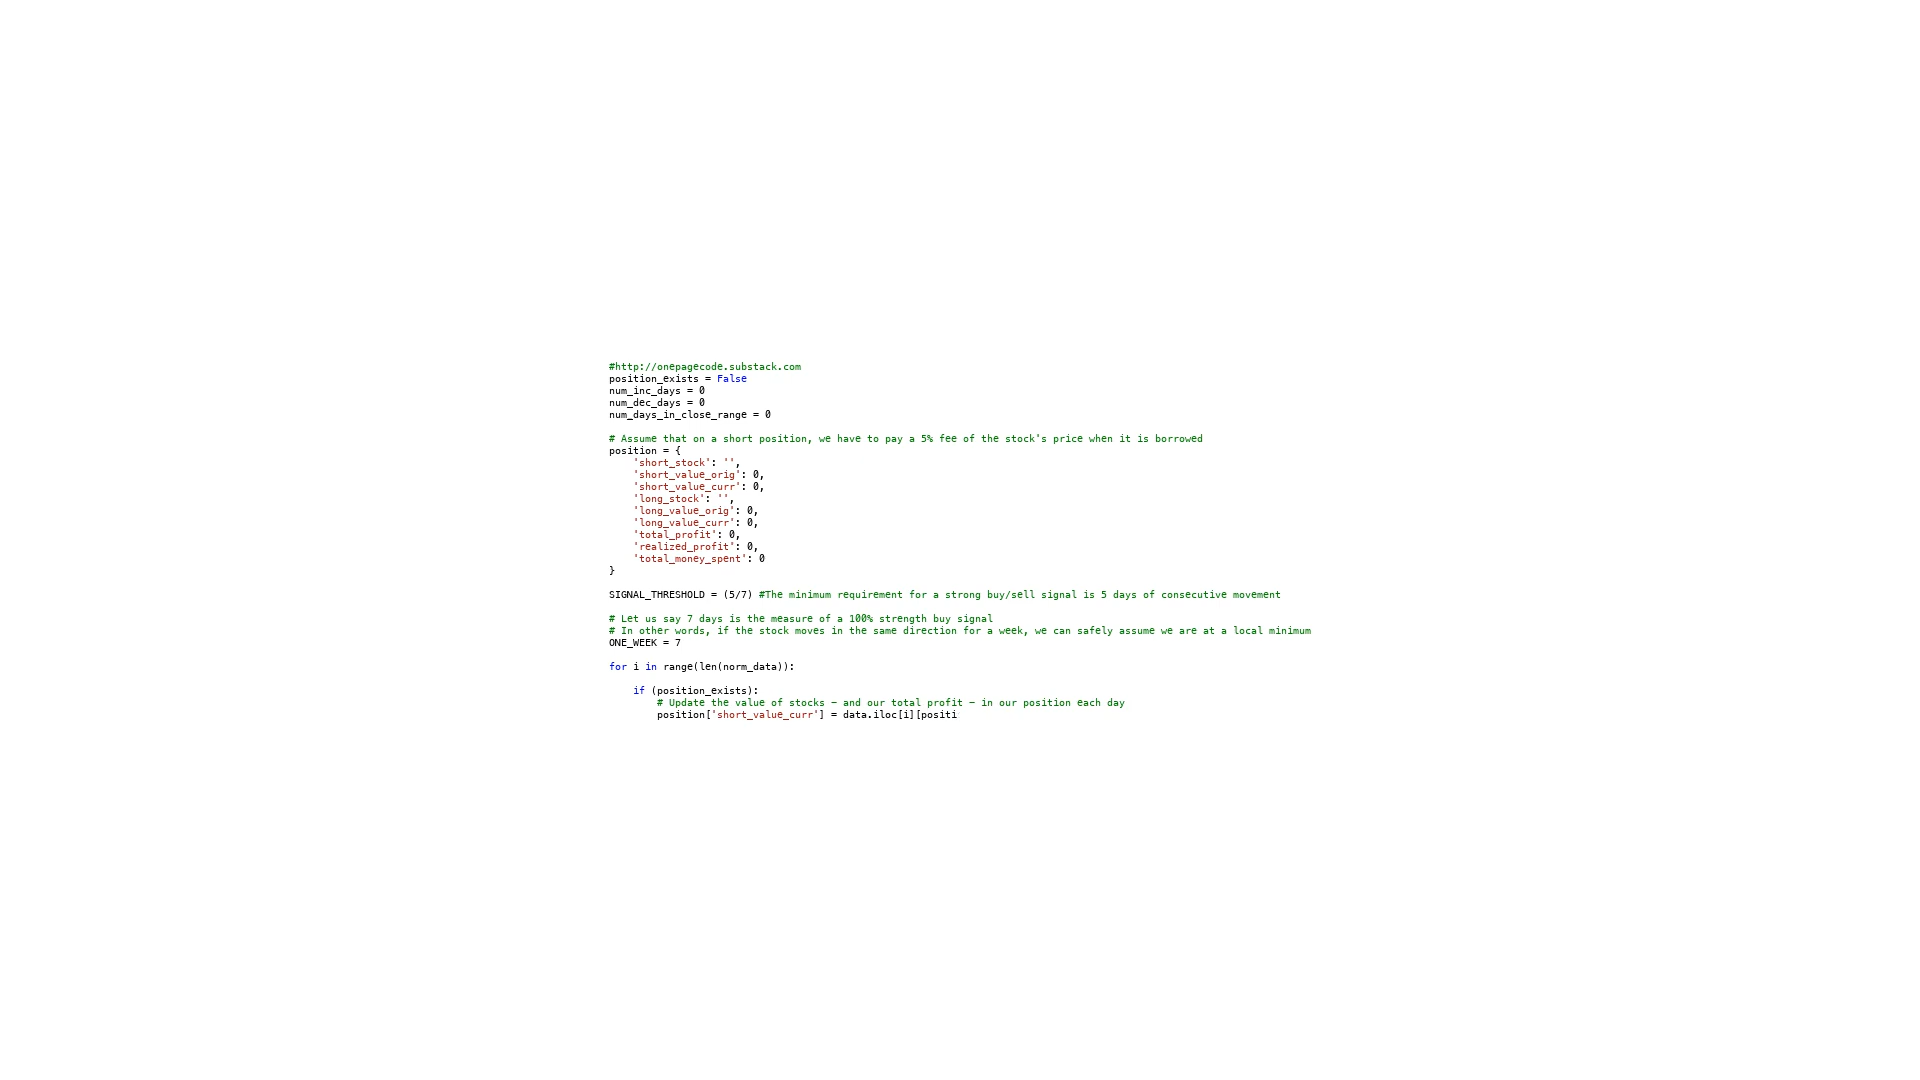 #http://onepagecode.substack.com
position_exists = False
num_inc_days = 0
num_dec_days = 0
num_days_in_close_range = 0

# Assume that on a short position, we have to pay a 5% fee of the stock's price when it is borrowed
position = {
    'short_stock': '',
    'short_value_orig': 0,
    'short_value_curr': 0,
    'long_stock': '',
    'long_value_orig': 0,
    'long_value_curr': 0,
    'total_profit': 0,
    'realized_profit': 0,
    'total_money_spent': 0
}

SIGNAL_THRESHOLD = (5/7) #The minimum requirement for a strong buy/sell signal is 5 days of consecutive movement

# Let us say 7 days is the measure of a 100% strength buy signal
# In other words, if the stock moves in the same direction for a week, we can safely assume we are at a local minimum
ONE_WEEK = 7

for i in range(len(norm_data)):

    if (position_exists):
        # Update the value of stocks - and our total profit - in our position each day
        position['short_value_curr'] = data.iloc[i][positi